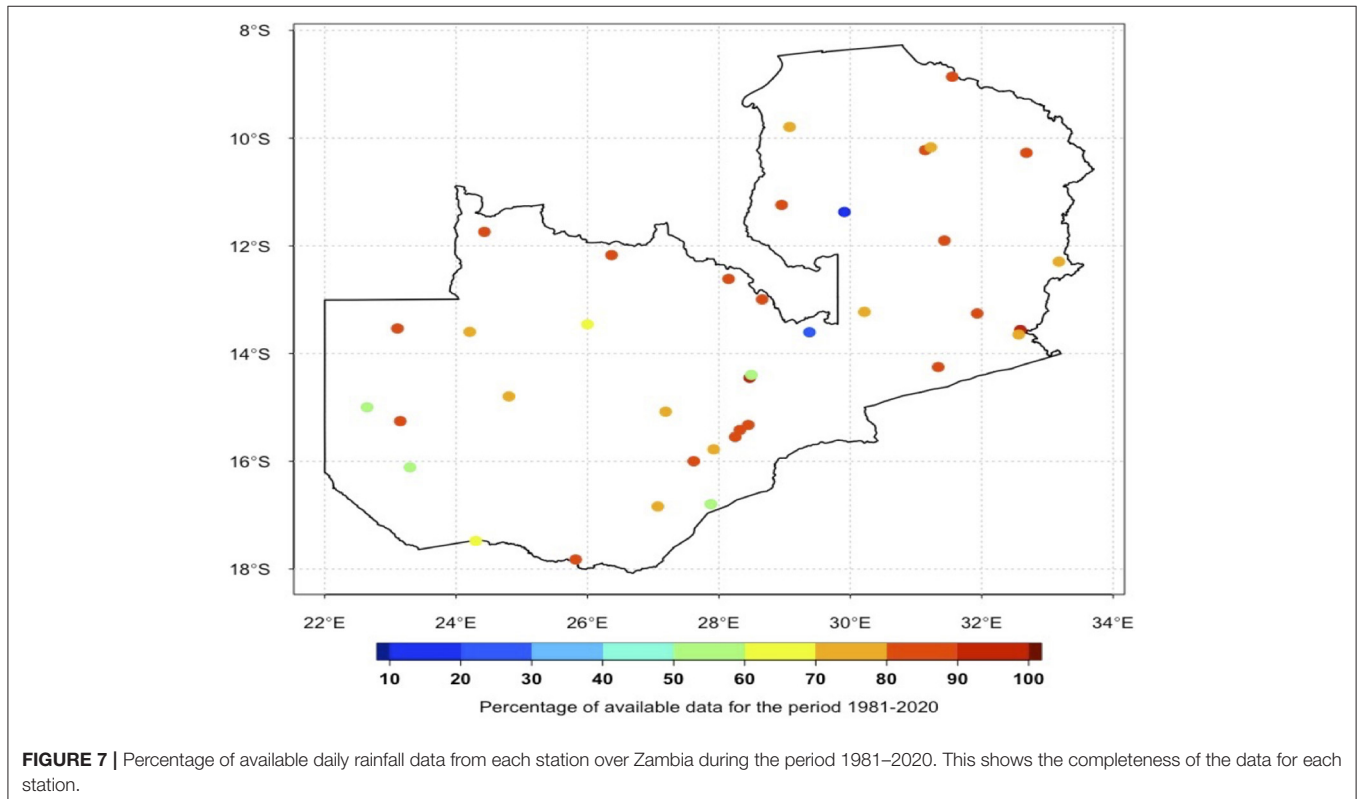 8°S
10°S
12°S
14°S
16°S
18°S
22°E 24°E 26°E 28°E 30°E 32°E 34°E
10 20 30 40 50 60 70 80 90 100
Percentage of available data for the period 1981-2020
FIGURE 7 | Percentage of available daily rainfall data from each station over Zambia during the period 1981–2020. This shows the completeness of the data for each
station.